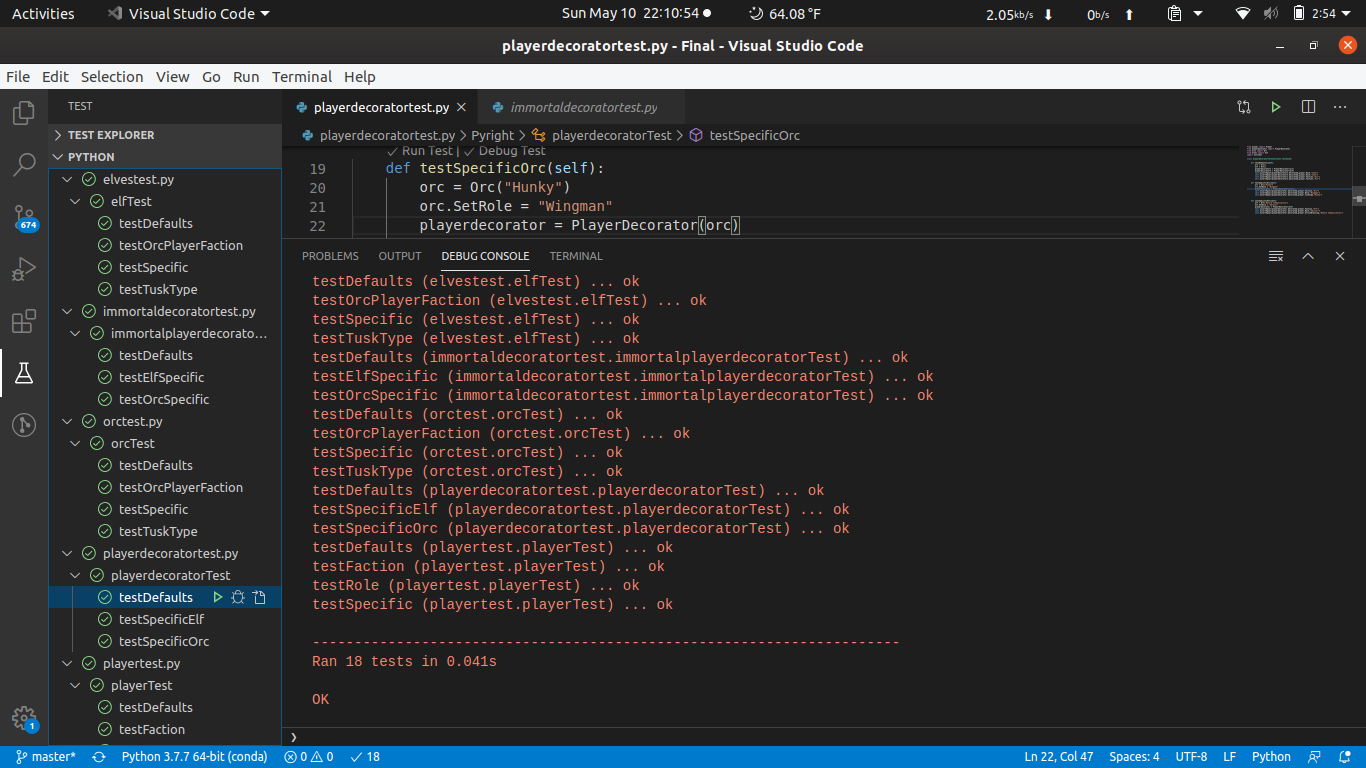 Activities Visual Studio Code Sun May 10 22:10:54 64.08 °F 2.05kb/s 0b/s 2:54
playerdecoratortest.py - Final - Visual Studio Code
File Edit Selection View Go Run Terminal Help
TEST
TEST EXPLORER
PYTHON
elvestest.py
elfTest
testDefaults
testOrcPlayerFaction
testSpecific
testTuskType
immortaldecoratortest.py
immortalplayerdecorato...
testDefaults
testElfSpecific
testOrcSpecific
orctest.py
orcTest
testDefaults
testOrcPlayerFaction
testSpecific
testTuskType
playerdecoratortest.py
playerdecoratorTest
testDefaults
testSpecificElf
testSpecificOrc
playertest.py
playerTest
testDefaults
testFaction
674
1
playerdecoratortest.py immortaldecoratortest.py
playerdecoratortest.py > Pyright > playerdecoratorTest > testSpecificOrc
Run Test | Debug Test
19 def testSpecificOrc(self):
20 orc = Orc("Hunky")
21 orc.SetRole = "Wingman"
22 playerdecorator = PlayerDecorator(orc)
PROBLEMS OUTPUT DEBUG CONSOLE TERMINAL
testDefaults (elvestest.elfTest) ... ok
testOrcPlayerFaction (elvestest.elfTest) ... ok
testSpecific (elvestest.elfTest) ... ok
testTuskType (elvestest.elfTest) ... ok
testDefaults (immortaldecoratortest.immortalplayerdecoratorTest) ... ok
testElfSpecific (immortaldecoratortest.immortalplayerdecoratorTest) ... ok
testOrcSpecific (immortaldecoratortest.immortalplayerdecoratorTest) ... ok
testDefaults (orctest.orcTest) ... ok
testOrcPlayerFaction (orctest.orcTest) ... ok
testSpecific (orctest.orcTest) ... ok
testTuskType (orctest.orcTest) ... ok
testDefaults (playerdecoratortest.playerdecoratorTest) ... ok
testSpecificElf (playerdecoratortest.playerdecoratorTest) ... ok
testSpecificOrc (playerdecoratortest.playerdecoratorTest) ... ok
testDefaults (playertest.playerTest) ... ok
testFaction (playertest.playerTest) ... ok
testRole (playertest.playerTest) ... ok
testSpecific (playertest.playerTest) ... ok
----------------------------------------------------------------------
Ran 18 tests in 0.041s
OK
master* Python 3.7.7 64-bit (conda) 0 0 18 Ln 22, Col 47 Spaces: 4 UTF-8 LF Python